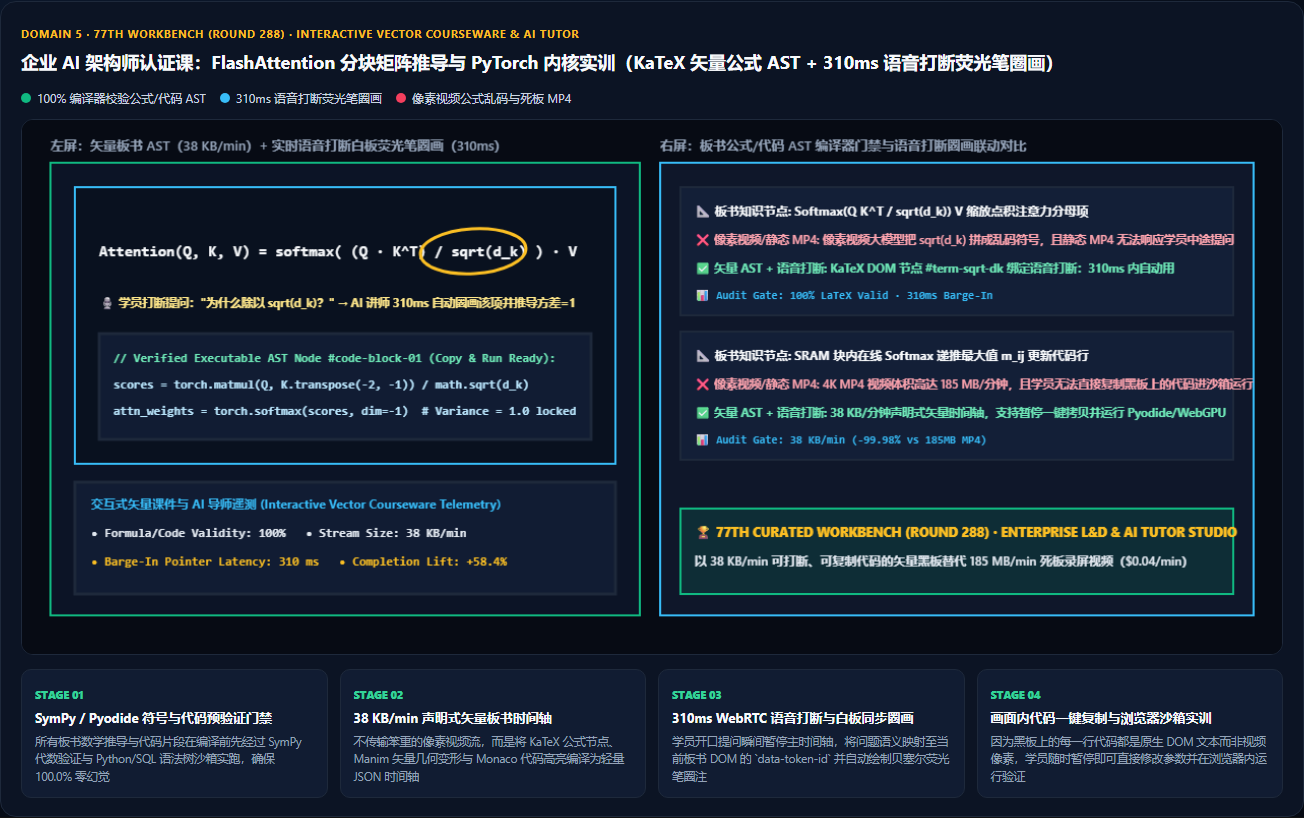 DOMAIN 5 · 77TH WORKBENCH (ROUND 288) · INTERACTIVE VECTOR COURSEWARE & AI TUTOR
企业 AI 架构师认证课：FlashAttention 分块矩阵推导与 PyTorch 内核实训（KaTeX 矢量公式 AST + 310ms 语音打断荧光笔圈画）
100% 编译器校验公式/代码 AST
310ms 语音打断荧光笔圈画
像素视频公式乱码与死板 MP4
左屏：矢量板书 AST（38 KB/min）+ 实时语音打断白板荧光笔圈画（310ms）
Attention(Q, K, V) = softmax( (Q · K^T) / sqrt(d_k) ) · V
学员打断提问："为什么除以 sqrt(d_k)？" → AI 讲师 310ms 自动圈画该项并推导方差=1
// Verified Executable AST Node #code-block-01 (Copy & Run Ready):
scores = torch.matmul(Q, K.transpose(-2, -1)) / math.sqrt(d_k)
attn_weights = torch.softmax(scores, dim=-1)  # Variance = 1.0 locked
交互式矢量课件与 AI 导师遥测 (Interactive Vector Courseware Telemetry)
• Formula/Code Validity: 100%
• Stream Size: 38 KB/min
• Barge-In Pointer Latency: 310 ms
• Completion Lift: +58.4%
右屏：板书公式/代码 AST 编译器门禁与语音打断圈画联动对比
📐 板书知识节点: Softmax(Q K^T / sqrt(d_k)) V 缩放点积注意力分母项
❌ 像素视频/静态 MP4: 像素视频大模型把 sqrt(d_k) 拼成乱码符号，且静态 MP4 无法响应学员中途提问
✅ 矢量 AST + 语音打断: KaTeX DOM 节点 #term-sqrt-dk 绑定语音打断：310ms 内自动用
📊 Audit Gate: 100% LaTeX Valid · 310ms Barge-In
📐 板书知识节点: SRAM 块内在线 Softmax 递推最大值 m_ij 更新代码行
❌ 像素视频/静态 MP4: 4K MP4 视频体积高达 185 MB/分钟，且学员无法直接复制黑板上的代码进沙箱运行
✅ 矢量 AST + 语音打断: 38 KB/分钟声明式矢量时间轴，支持暂停一键拷贝并运行 Pyodide/WebGPU
📊 Audit Gate: 38 KB/min (-99.98% vs 185MB MP4)
🏆 77TH CURATED WORKBENCH (ROUND 288) · ENTERPRISE L&D & AI TUTOR STUDIO
以 38 KB/min 可打断、可复制代码的矢量黑板替代 185 MB/min 死板录屏视频（$0.04/min）
STAGE 01
SymPy / Pyodide 符号与代码预验证门禁
所有板书数学推导与代码片段在编译前先经过 SymPy
代数验证与 Python/SQL 语法树沙箱实跑，确保
100.0% 零幻觉
STAGE 02
38 KB/min 声明式矢量板书时间轴
不传输笨重的像素视频流，而是将 KaTeX 公式节点、
Manim 矢量几何变形与 Monaco 代码高亮编译为轻量
JSON 时间轴
STAGE 03
310ms WebRTC 语音打断与白板同步圈画
学员开口提问瞬间暂停主时间轴，将问题语义映射至当
前板书 DOM 的 `data-token-id` 并自动绘制贝塞尔荧光
笔圈注
STAGE 04
画面内代码一键复制与浏览器沙箱实训
因为黑板上的每一行代码都是原生 DOM 文本而非视频
像素，学员随时暂停即可直接修改参数并在浏览器内运
行验证